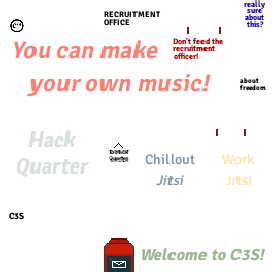 really
sure
about
this?
RECRUITMENT
OFFICE
Don't feed the
recruitment
officer!
You can make
your own music!
about
freedom
Hack
Quarter
Chillout
Jitsi
Work
Jitsi
C3S
Welcome to C3S!